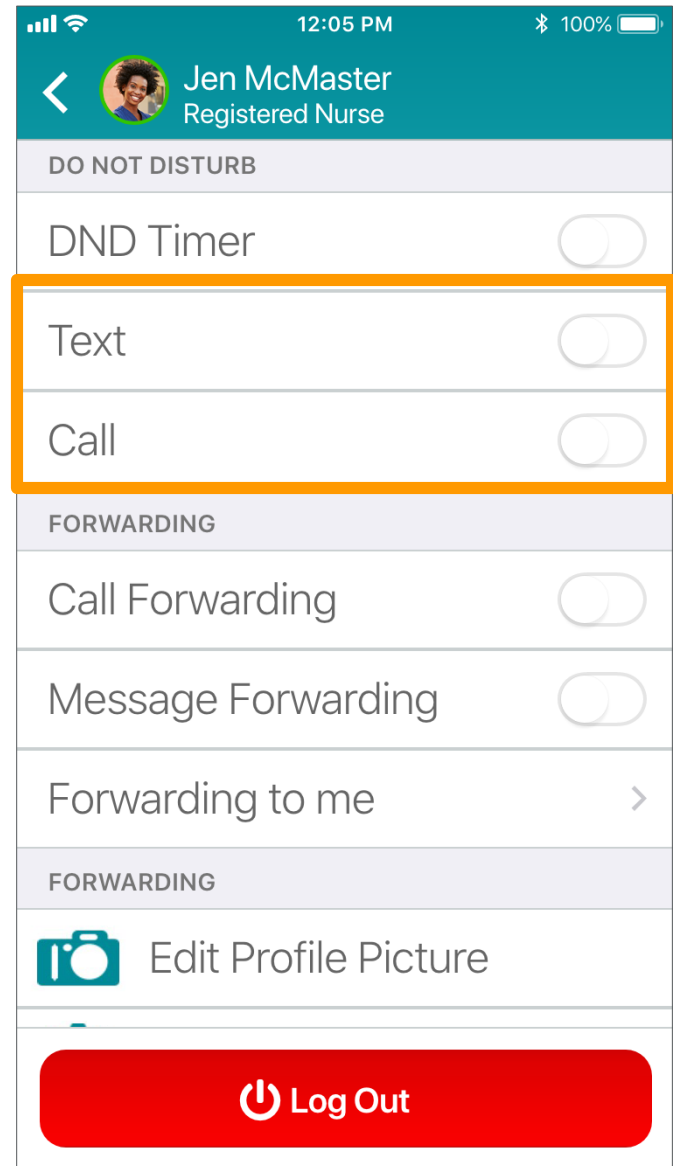 12:05 PM
100%
Jen McMaster
Registered Nurse
DO NOT DISTURB
DND Timer
Text
Call
FORWARDING
Call Forwarding
Message Forwarding
Forwarding to me
FORWARDING
Edit Profile Picture
Log Out